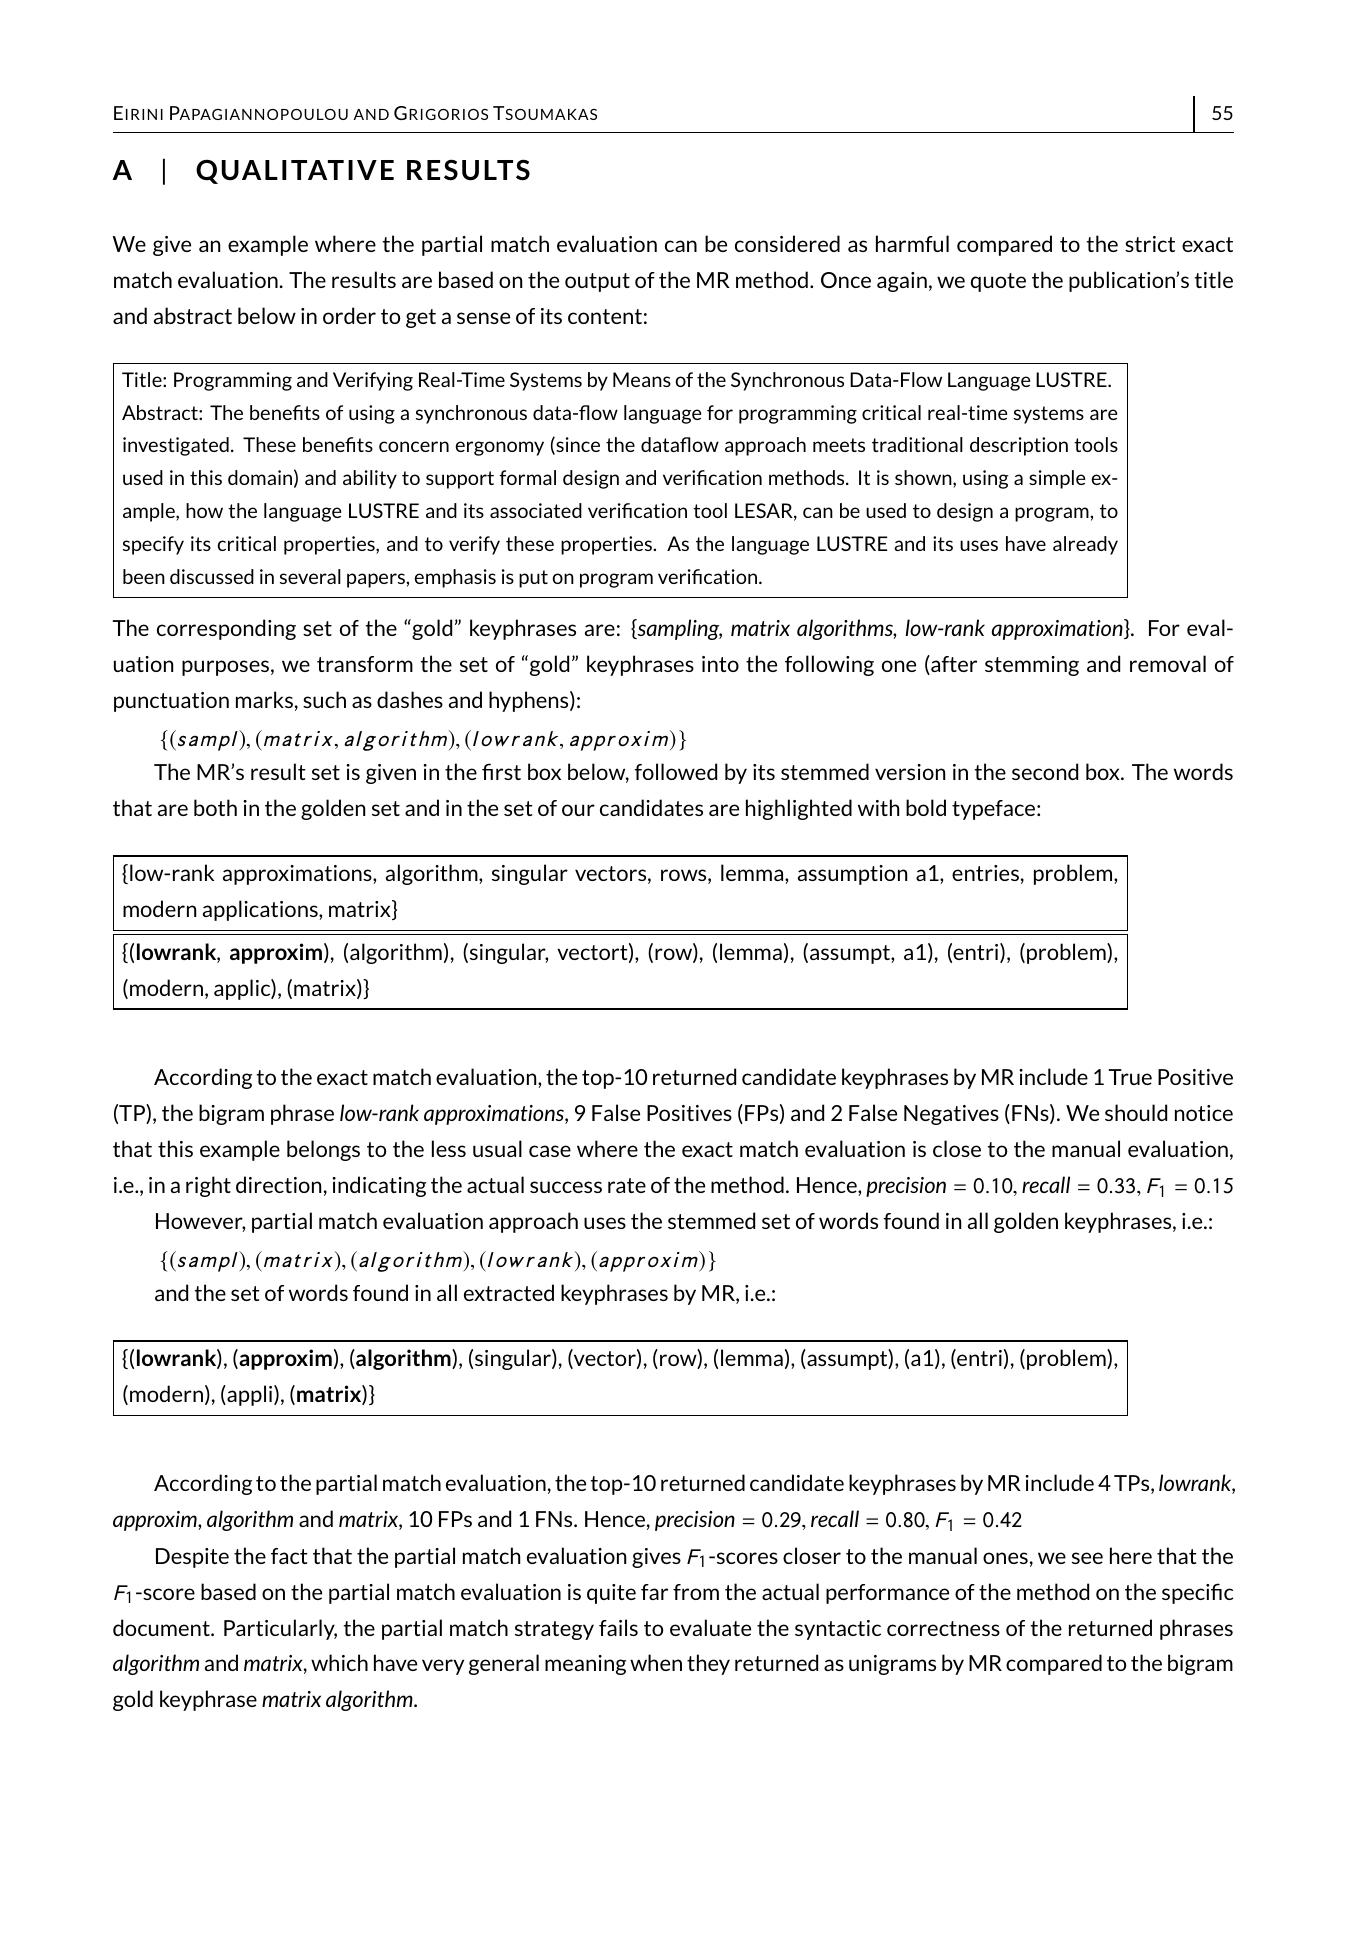 EIRINI PAPAGIANNOPOULOU AND GRIGORIOS TSOUMAKAS 55
A | QUALITATIVE RESULTS
We give an example where the partial match evaluation can be considered as harmful compared to the strict exact
match evaluation. The results are based on the output of the MR method. Once again, we quote the publication's title
and abstract below in order to get a sense of its content:
Title: Programming and Verifying Real-Time Systems by Means of the Synchronous Data-Flow Language LUSTRE.
Abstract: The benefits of using a synchronous data-flow language for programming critical real-time systems are
investigated. These benefits concern ergonomy (since the dataflow approach meets traditional description tools
used in this domain) and ability to support formal design and verification methods. It is shown, using a simple ex-
ample, how the language LUSTRE and its associated verification tool LESAR, can be used to design a program, to
specify its critical properties, and to verify these properties. As the language LUSTRE and its uses have already
been discussed in several papers, emphasis is put on program verification.
The corresponding set of the “gold” keyphrases are: {sampling, matrix algorithms, low-rank approximation}. For eval-
uation purposes, we transform the set of “gold” keyphrases into the following one (after stemming and removal of
punctuation marks, such as dashes and hyphens):
{(sampl), (matrix, algorithm), (lowrank, approxim)}
The MR's result set is given in the first box below, followed by its stemmed version in the second box. The words
that are both in the golden set and in the set of our candidates are highlighted with bold typeface:
{low-rank approximations, algorithm, singular vectors, rows, lemma, assumption a1, entries, problem,
modern applications, matrix}
{(lowrank, approxim), (algorithm), (singular, vectort), (row), (lemma), (assumpt, a1), (entri), (problem),
(modern, applic), (matrix)}
According to the exact match evaluation, the top-10 returned candidate keyphrases by MR include 1 True Positive
(TP), the bigram phrase low-rank approximations, 9 False Positives (FPs) and 2 False Negatives (FNs). We should notice
that this example belongs to the less usual case where the exact match evaluation is close to the manual evaluation,
i.e., in a right direction, indicating the actual success rate of the method. Hence, precision = 0.10, recall = 0.33, F1 = 0.15
However, partial match evaluation approach uses the stemmed set of words found in all golden keyphrases, i.e.:
{(sampl), (matrix), (algorithm), (lowrank), (approxim)}
and the set of words found in all extracted keyphrases by MR, i.e.:
{(lowrank), (approxim), (algorithm), (singular), (vector), (row), (lemma), (assumpt), (a1), (entri), (problem),
(modern), (appli), (matrix)}
According to the partial match evaluation, the top-10 returned candidate keyphrases by MR include 4 TPs, lowrank,
approxim, algorithm and matrix, 10 FPs and 1 FNs. Hence, precision = 0.29, recall = 0.80, F1 = 0.42
Despite the fact that the partial match evaluation gives F1-scores closer to the manual ones, we see here that the
F1-score based on the partial match evaluation is quite far from the actual performance of the method on the specific
document. Particularly, the partial match strategy fails to evaluate the syntactic correctness of the returned phrases
algorithm and matrix, which have very general meaning when they returned as unigrams by MR compared to the bigram
gold keyphrase matrix algorithm.